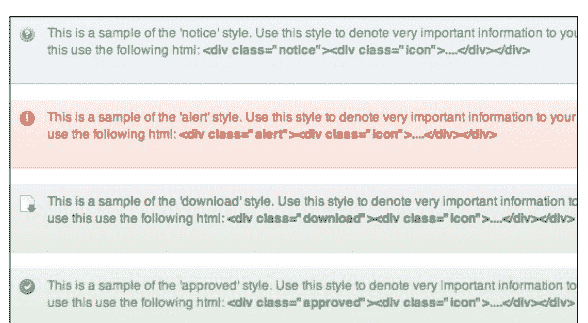 This is a sample of the 'notice' style. Use this style to denote very important information to you
this use the following html: <div class="notice"><div class="icon">....</div></div>
This is a sample of the 'alert' style. Use this style to denote very important information to your
use the following html: <div class="alert"><div class="icon">....</div></div>
This is a sample of the 'download' style. Use this style to denote very important information to
use this use the following html: <div class="download"><div class="icon">....</div></div>
This is a sample of the 'approved' style. Use this style to denote very important information to
use this use the following html: <div class="approved"><div class="icon">....</div></div>